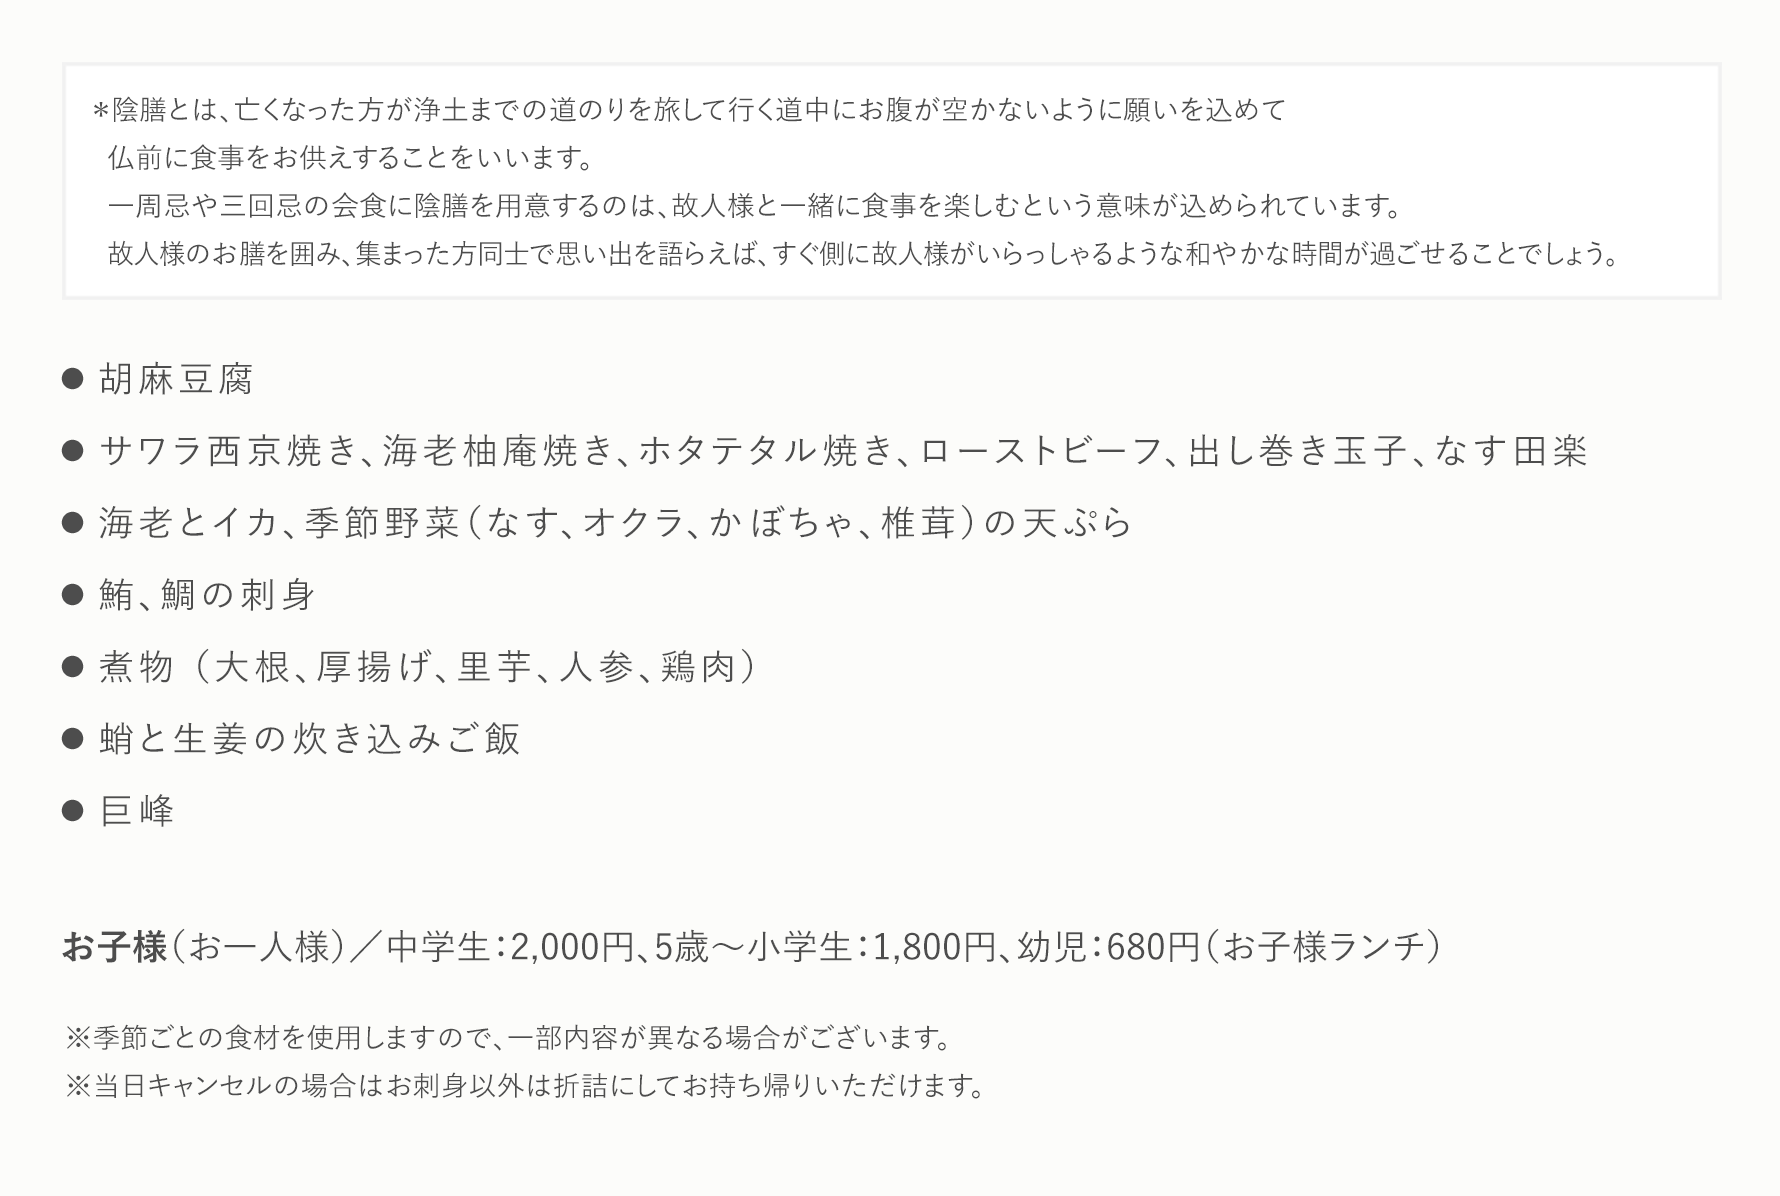 ＊陰膳とは、亡くなった方が浄土までの道のりを旅して行く道中にお腹が空かないように願いを込めて
仏前に食事をお供えすることをいいます。
一周忌や三回忌の会食に陰膳を用意するのは、故人様と一緒に食事を楽しむという意味が込められています。
故人様のお膳を囲み、集まった方同士で思い出を語らえば、すぐ側に故人様がいらっしゃるような和やかな時間が過ごせることでしょう。
● 胡麻豆腐
● サワラ西京焼き、海老柚庵焼き、ホタテタル焼き、ローストビーフ、出し巻き玉子、なす田楽
● 海老とイカ、季節野菜（なす、オクラ、かぼちゃ、椎茸）の天ぷら
● 鮪、鯛の刺身
● 煮物（大根、厚揚げ、里芋、人参、鶏肉）
● 蛸と生姜の炊き込みご飯
● 巨峰
お子様（お一人様）／中学生：2,000円、5歳～小学生：1,800円、幼児：680円（お子様ランチ）
※季節ごとの食材を使用しますので、一部内容が異なる場合がございます。
※当日キャンセルの場合はお刺身以外は折詰にしてお持ち帰りいただけます。